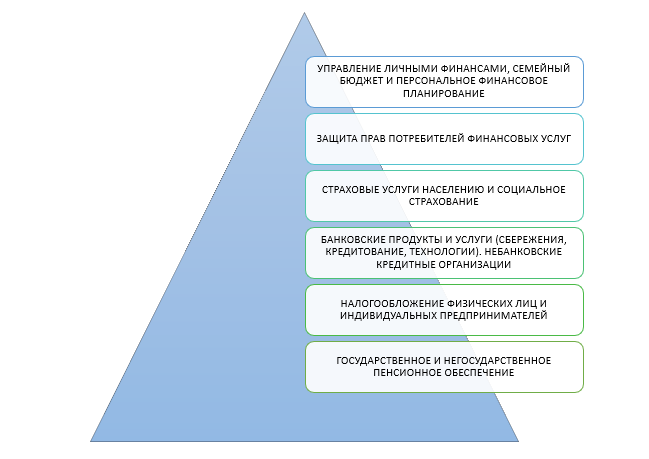 УПРАВЛЕНИЕ ЛИЧНЫМИ ФИНАНСАМИ, СЕМЕЙНЫЙ
БЮДЖЕТ И ПЕРСОНАЛЬНОЕ ФИНАНСОВОЕ
ПЛАНИРОВАНИЕ
ЗАЩИТА ПРАВ ПОТРЕБИТЕЛЕЙ ФИНАНСОВЫХ УСЛУГ
СТРАХОВЫЕ УСЛУГИ НАСЕЛЕНИЮ И СОЦИАЛЬНОЕ
СТРАХОВАНИЕ
БАНКОВСКИЕ ПРОДУКТЫ И УСЛУГИ (СБЕРЕЖЕНИЯ,
КРЕДИТОВАНИЕ, ТЕХНОЛОГИИ). НЕБАНКОВСКИЕ
КРЕДИТНЫЕ ОРГАНИЗАЦИИ
НАЛОГООБЛОЖЕНИЕ ФИЗИЧЕСКИХ ЛИЦ И
ИНДИВИДУАЛЬНЫХ ПРЕДПРИНИМАТЕЛЕЙ
ГОСУДАРСТВЕННОЕ И НЕГОСУДАРСТВЕННОЕ
ПЕНСИОННОЕ ОБЕСПЕЧЕНИЕ